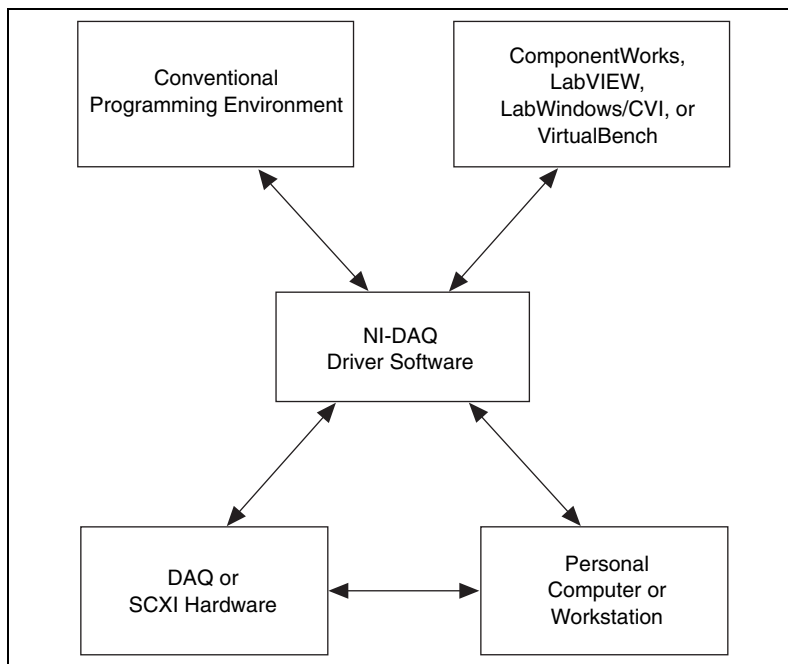 Conventional
Programming Environment
ComponentWorks,
LabVIEW,
LabWindows/CVI, or
VirtualBench
NI-DAQ
Driver Software
DAQ or
SCXI Hardware
Personal
Computer or
Workstation